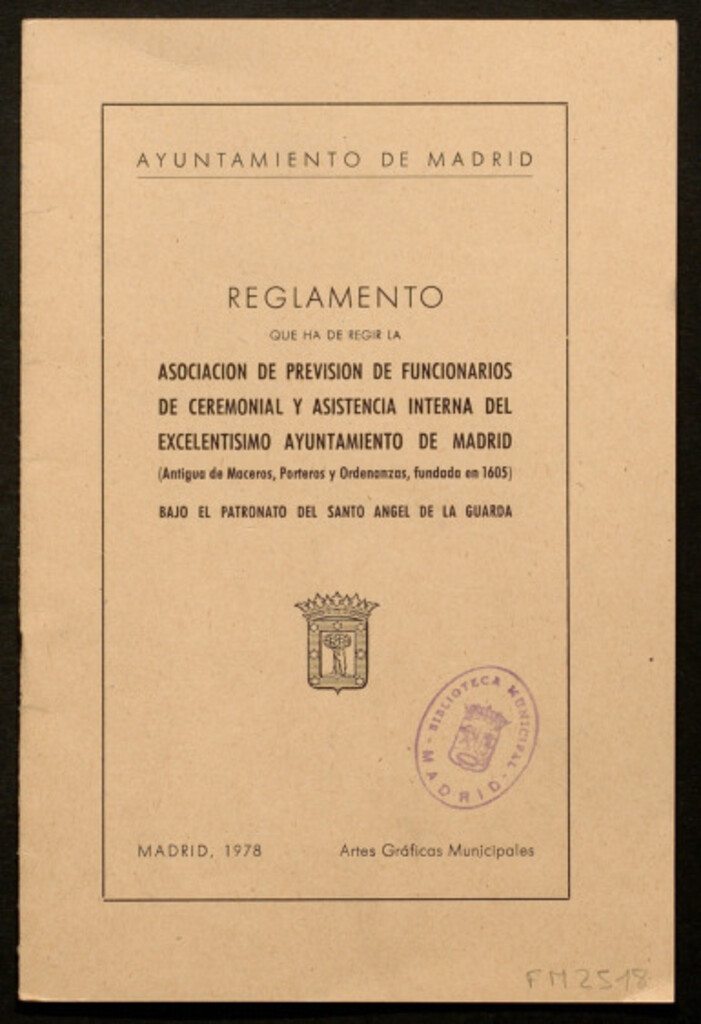 AYUNTAMIENTO DE MADRID
REGLAMENTO
QUE HA DE REGIR LA
ASOCIACION DE PREVISION DE FUNCIONARIOS
DE CEREMONIAL Y ASISTENCIA INTERNA DEL
EXCELENTISIMO AYUNTAMIENTO DE MADRID
(Antigua de Maceros, Porteros y Ordenanzas, fundada en 1605)
BAJO EL PATRONATO DEL SANTO ANGEL DE LA GUARDA
BIBLIOTECA MUNICIPAL
MADRID
MADRID, 1978 Artes Gráficas Municipales
FM2518